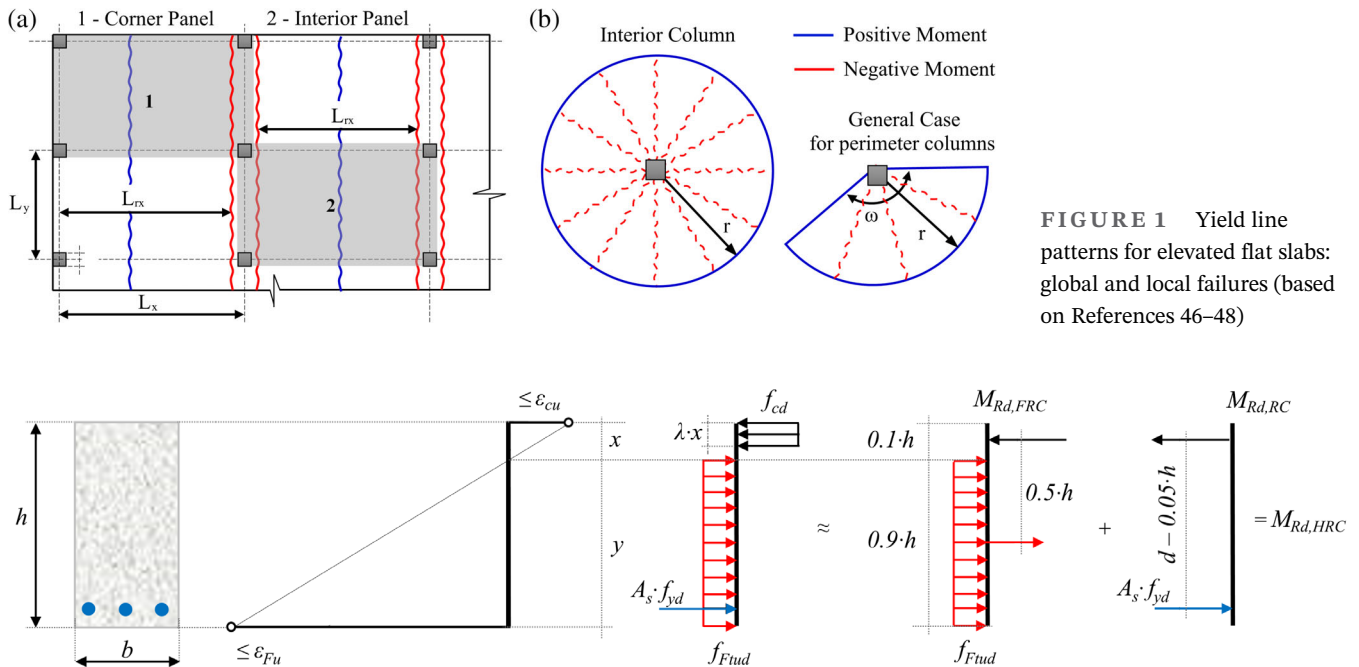 (a)
1 - Corner Panel
2 - Interior Panel
1
Lrx
Ly
Lrx
2
Lx
(b)
Interior Column
Positive Moment
Negative Moment
General Case
for perimeter columns
r
ω
r
FIGURE 1 Yield line
patterns for elevated flat slabs:
global and local failures (based
on References 46–48)
h
b
≤ εcu
≤ εFu
x
y
λ·x
fcd
As·fyd
fFtud
≈
MRd,FRC
0.1·h
0.5·h
0.9·h
fFtud
+
MRd,RC
d − 0.05·h
As·fyd
= MRd,HRC